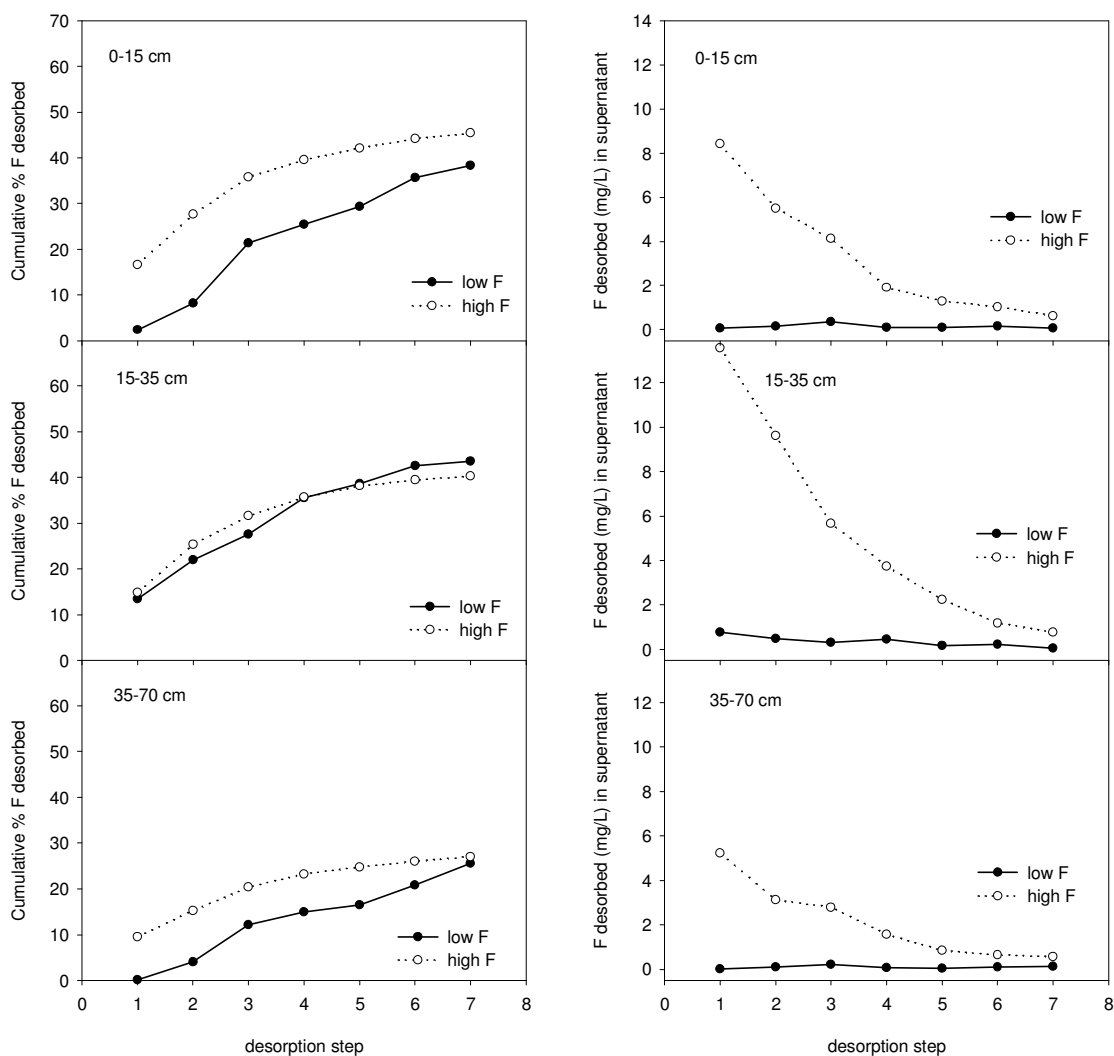 Cumulative % F desorbed
70
60
50
40
30
20
10
0
0-15 cm
low F
high F
F desorbed (mg/L) in supernatant
14
12
10
8
6
4
2
0
0-15 cm
low F
high F
Cumulative % F desorbed
60
50
40
30
20
10
0
15-35 cm
low F
high F
F desorbed (mg/L) in supernatant
12
10
8
6
4
2
0
15-35 cm
low F
high F
Cumulative % F desorbed
60
50
40
30
20
10
0
35-70 cm
low F
high F
0 1 2 3 4 5 6 7 8
desorption step
F desorbed (mg/L) in supernatant
12
10
8
6
4
2
0
35-70 cm
low F
high F
0 1 2 3 4 5 6 7 8
desorption step